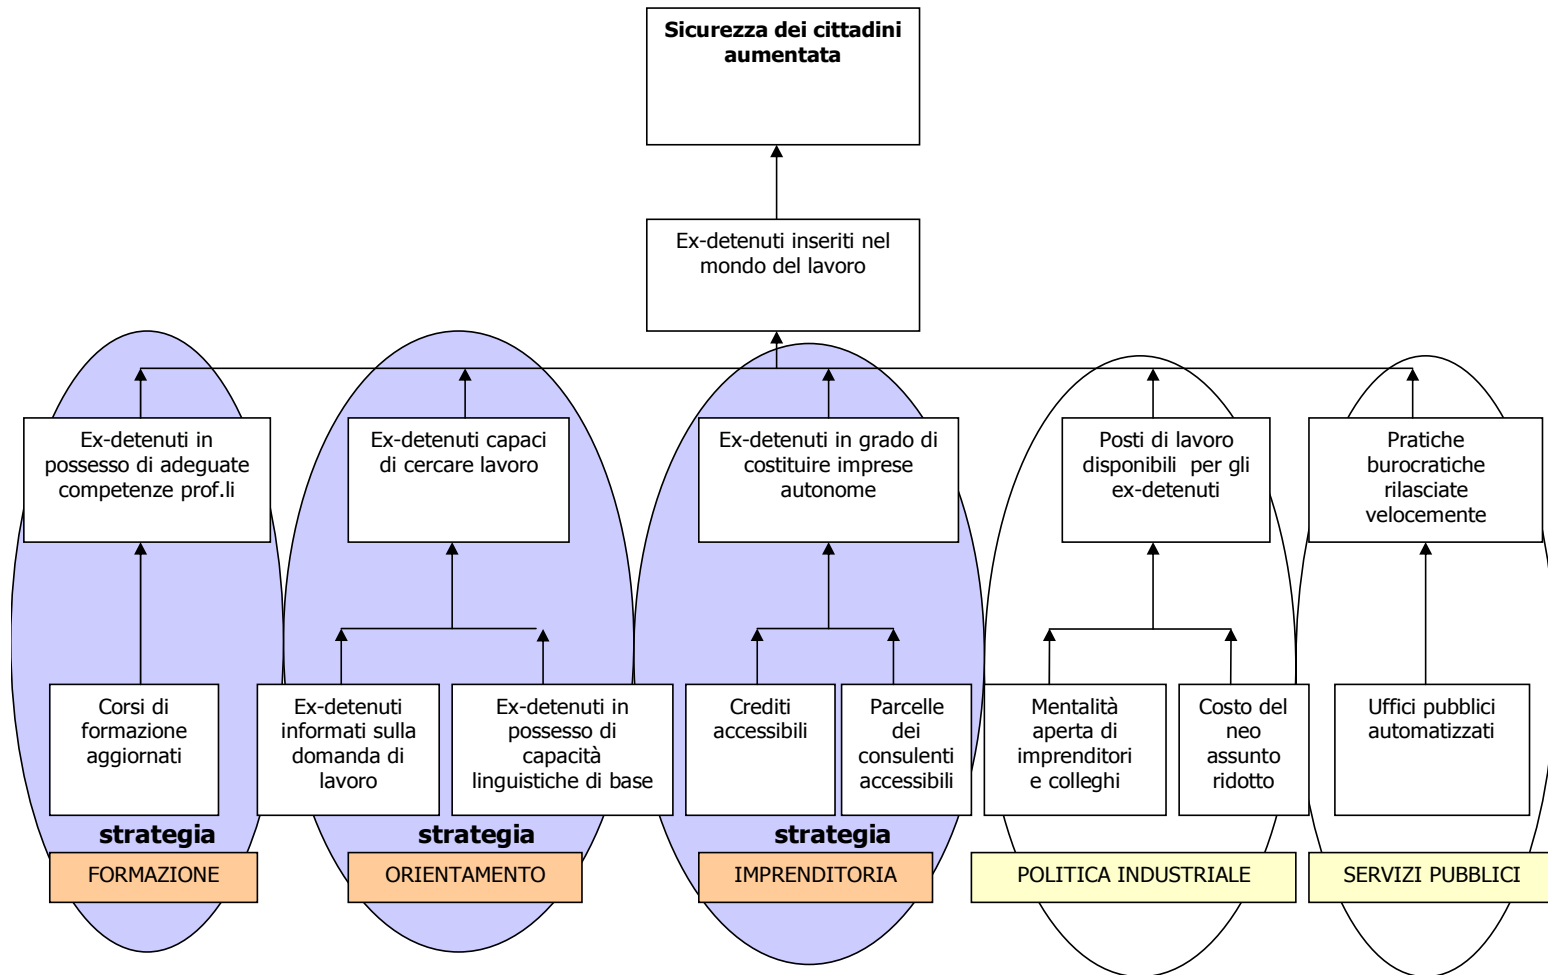 Sicurezza dei cittadini
aumentata
Ex-detenuti inseriti nel
mondo del lavoro
Ex-detenuti in
possesso di adeguate
competenze prof.li
Ex-detenuti capaci
di cercare lavoro
Ex-detenuti in grado di
costituire imprese
autonome
Posti di lavoro
disponibili per gli
ex-detenuti
Pratiche
burocratiche
rilasciate
velocemente
Corsi di
formazione
aggiornati
Ex-detenuti
informati sulla
domanda di
lavoro
Ex-detenuti in
possesso di
capacità
linguistiche di base
Crediti
accessibili
Parcelle
dei
consulenti
accessibili
Mentalità
aperta di
imprenditori
e colleghi
Costo del
neo
assunto
ridotto
Uffici pubblici
automatizzati
strategia
strategia
strategia
FORMAZIONE
ORIENTAMENTO
IMPRENDITORIA
POLITICA INDUSTRIALE
SERVIZI PUBBLICI